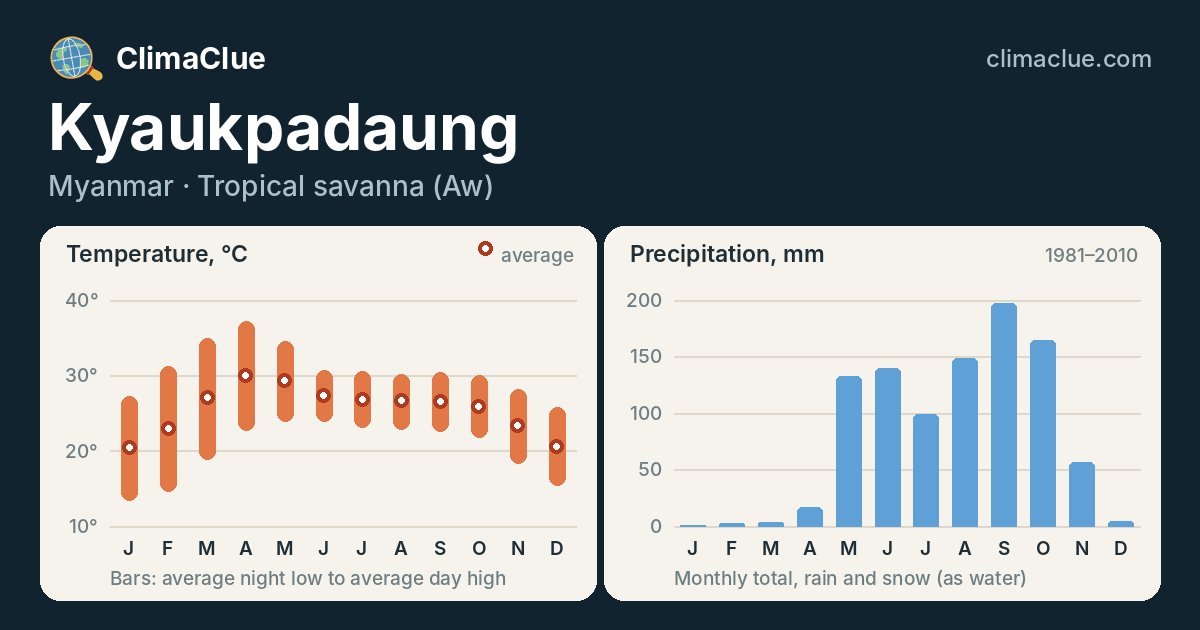 ClimaClue
climaclue.com
Kyaukpadaung
Myanmar · Tropical savanna (Aw)
Temperature, °C
average
40°
30°
20°
10°
J F M A M J J A S O N D
Bars: average night low to average day high
Precipitation, mm
1981–2010
200
150
100
50
0
J F M A M J J A S O N D
Monthly total, rain and snow (as water)